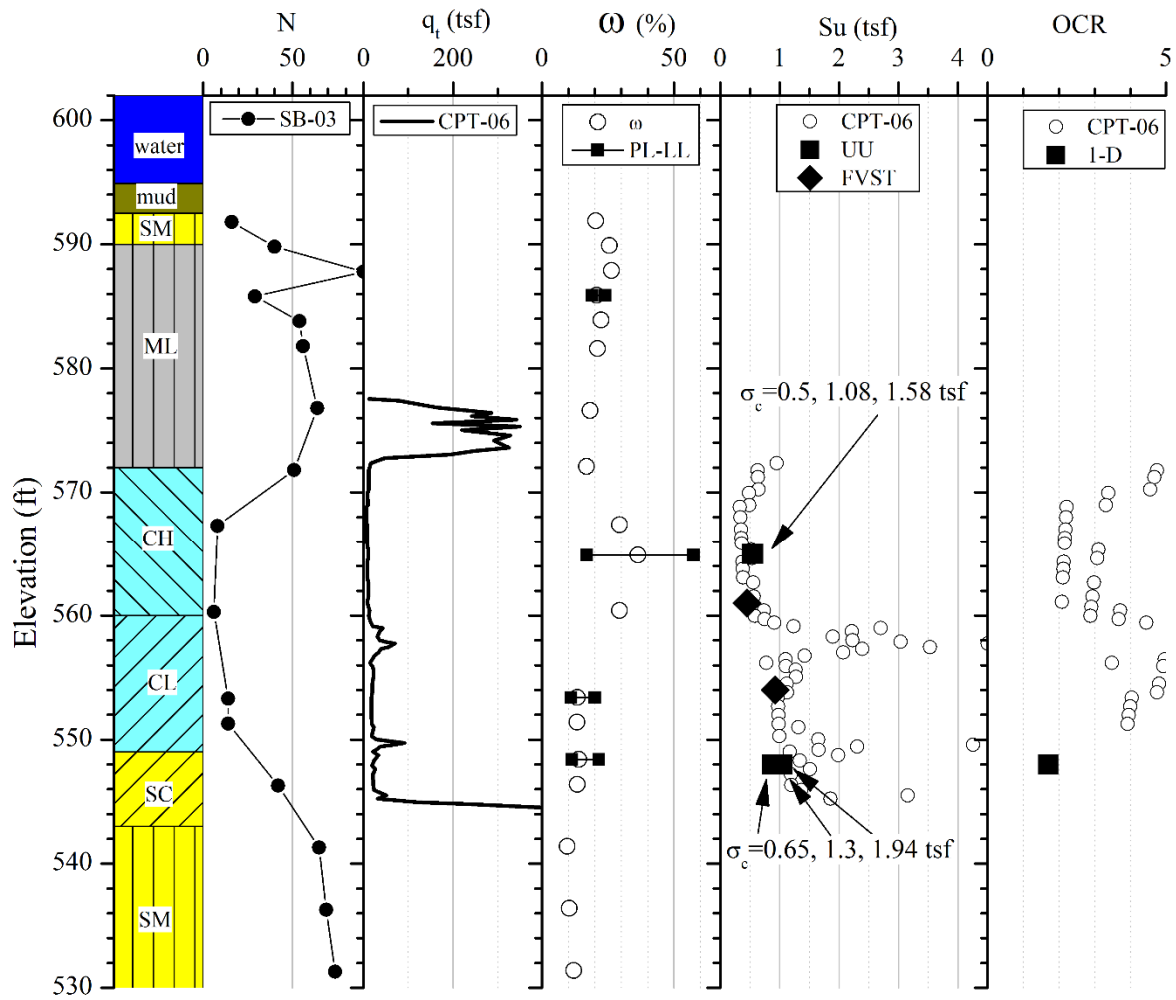 N
q_t (tsf)
ω (%)
Su (tsf)
OCR
0 50
0 200
0 50
0 1 2 3 4
0 5
SB-03
CPT-06
ω
PL-LL
CPT-06
UU
FVST
CPT-06
1-D
Elevation (ft)
600
590
580
570
560
550
540
530
water
mud
SM
ML
CH
CL
SC
SM
σ_c=0.5, 1.08, 1.58 tsf
σ_c=0.65, 1.3, 1.94 tsf